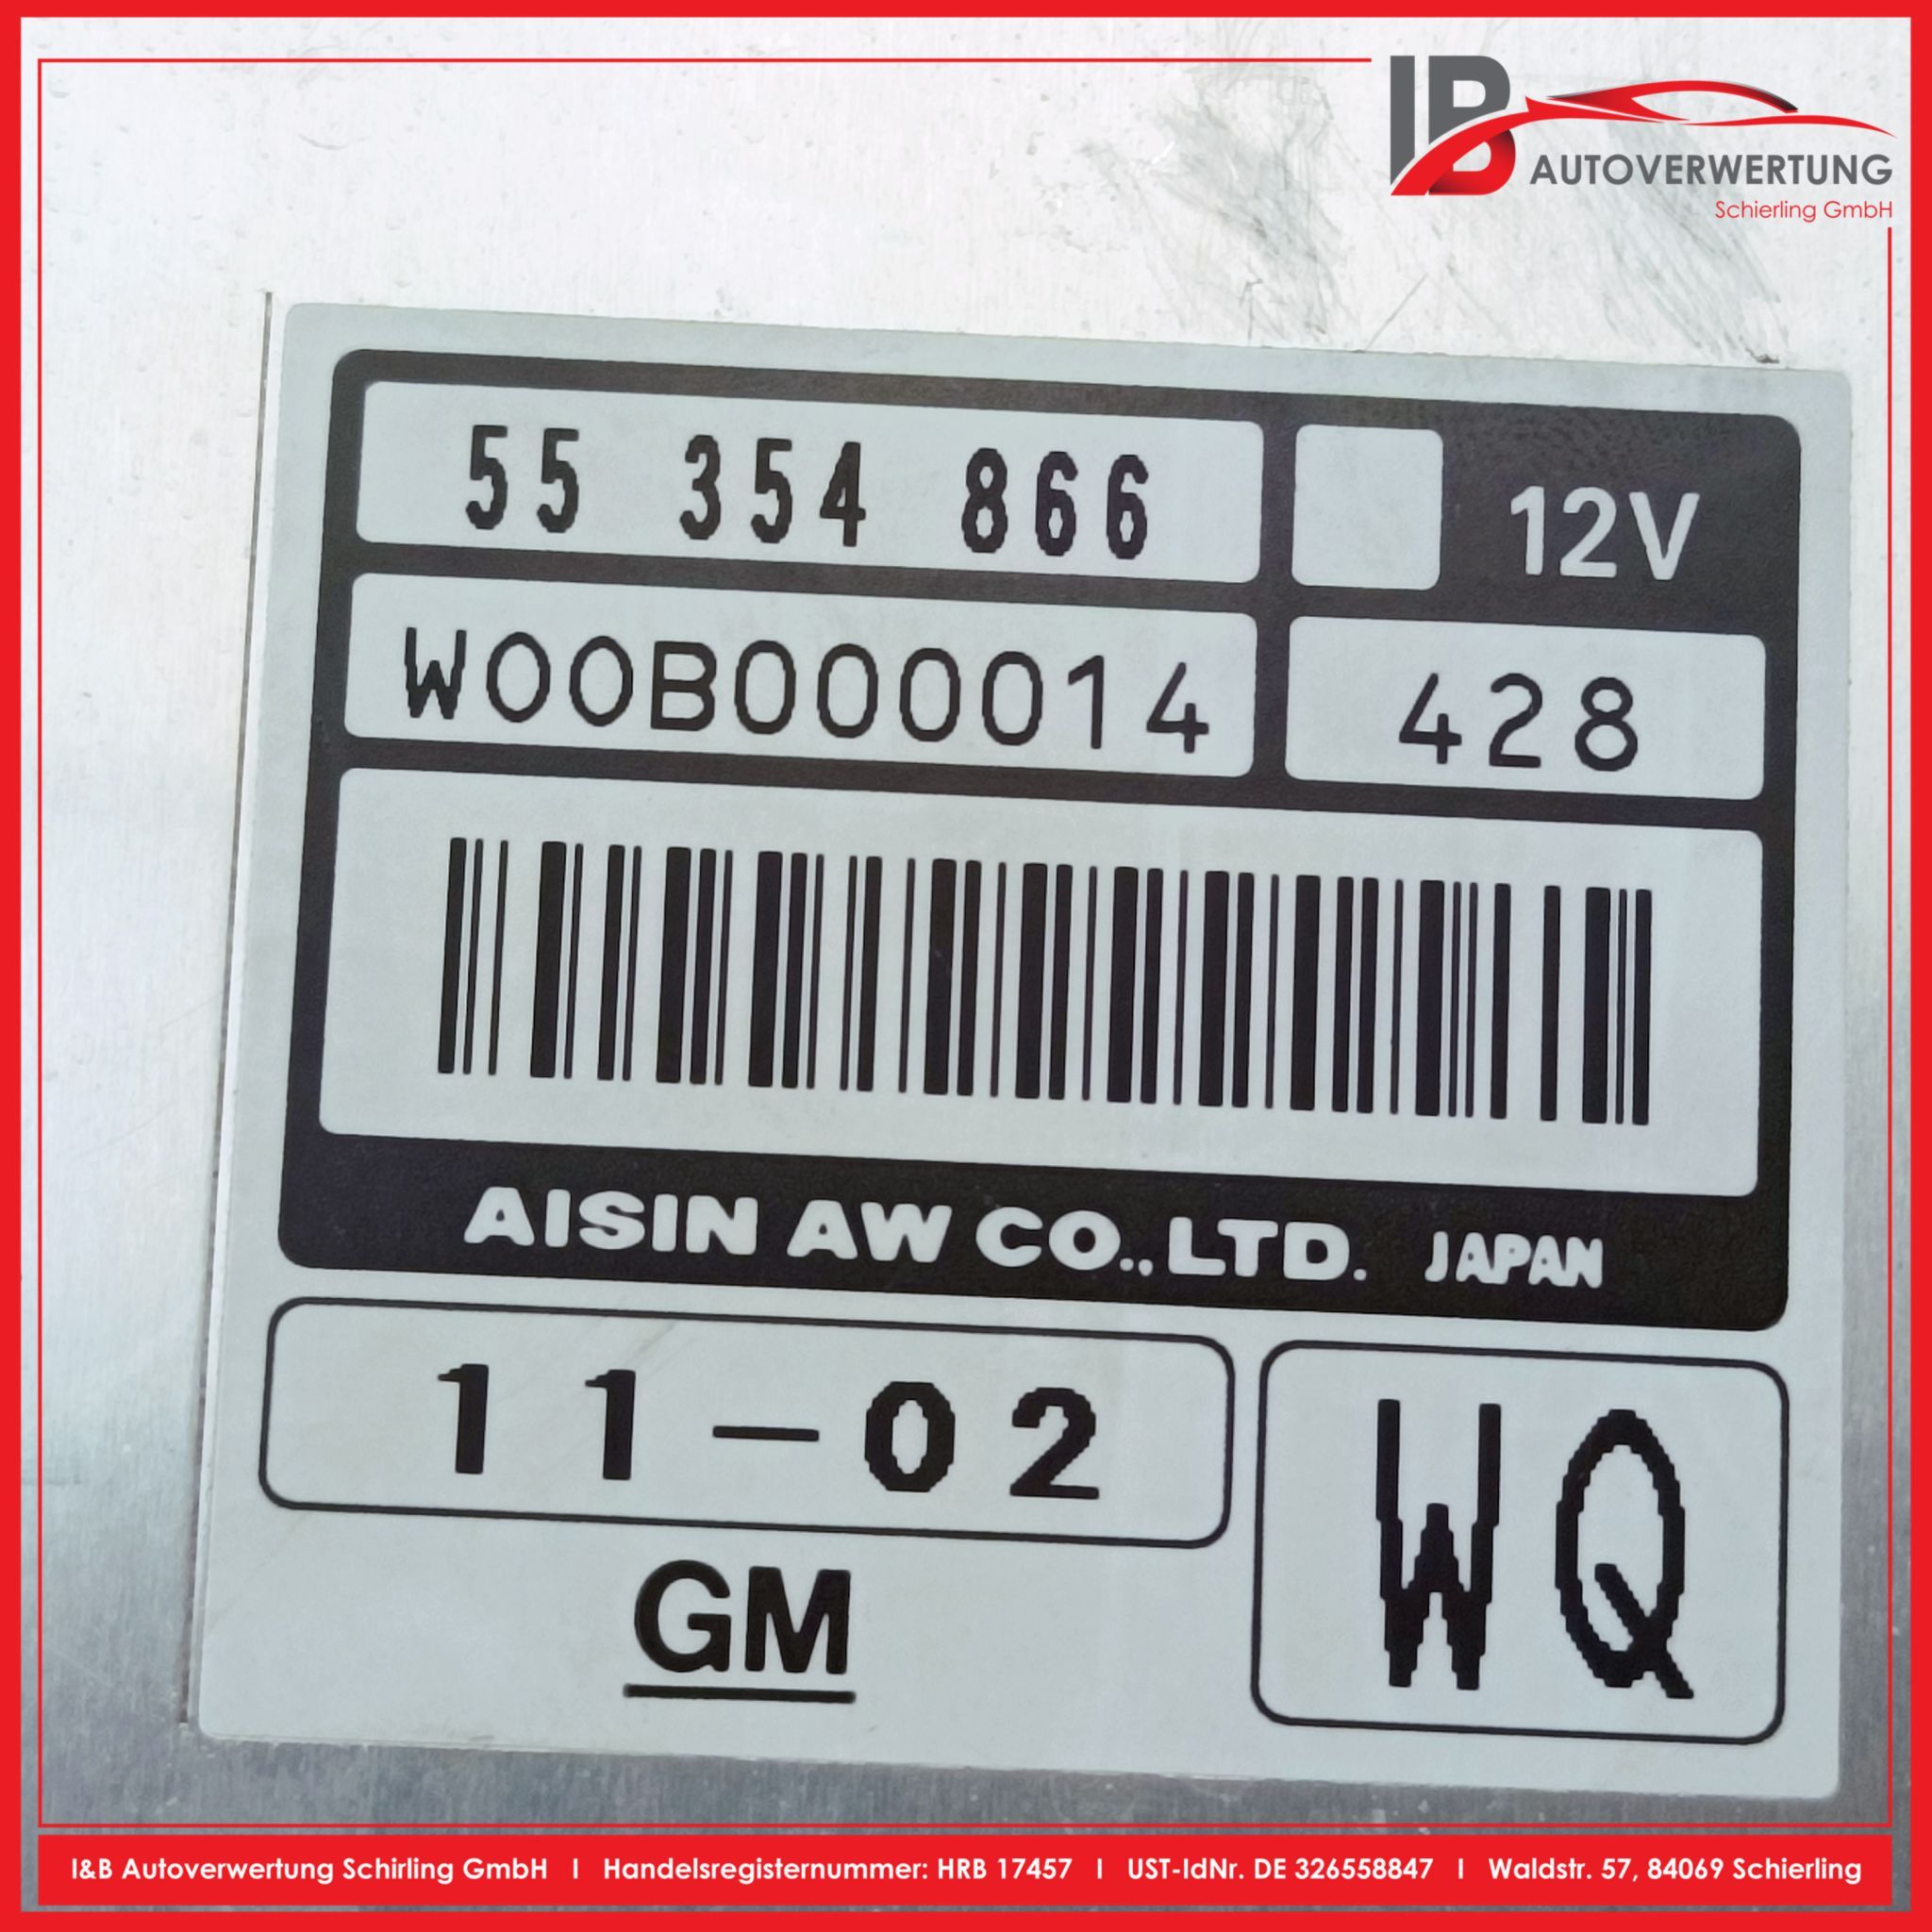 IB AUTOVERWERTUNG
Schierling GmbH
55 354 866
12V
W00B000014
428
AISIN AW CO.,LTD. JAPAN
11-02
WQ
GM
I&B Autoverwertung Schirling GmbH I Handelsregisternummer: HRB 17457 I UST-IdNr. DE 326558847 I Waldstr. 57, 84069 Schierling